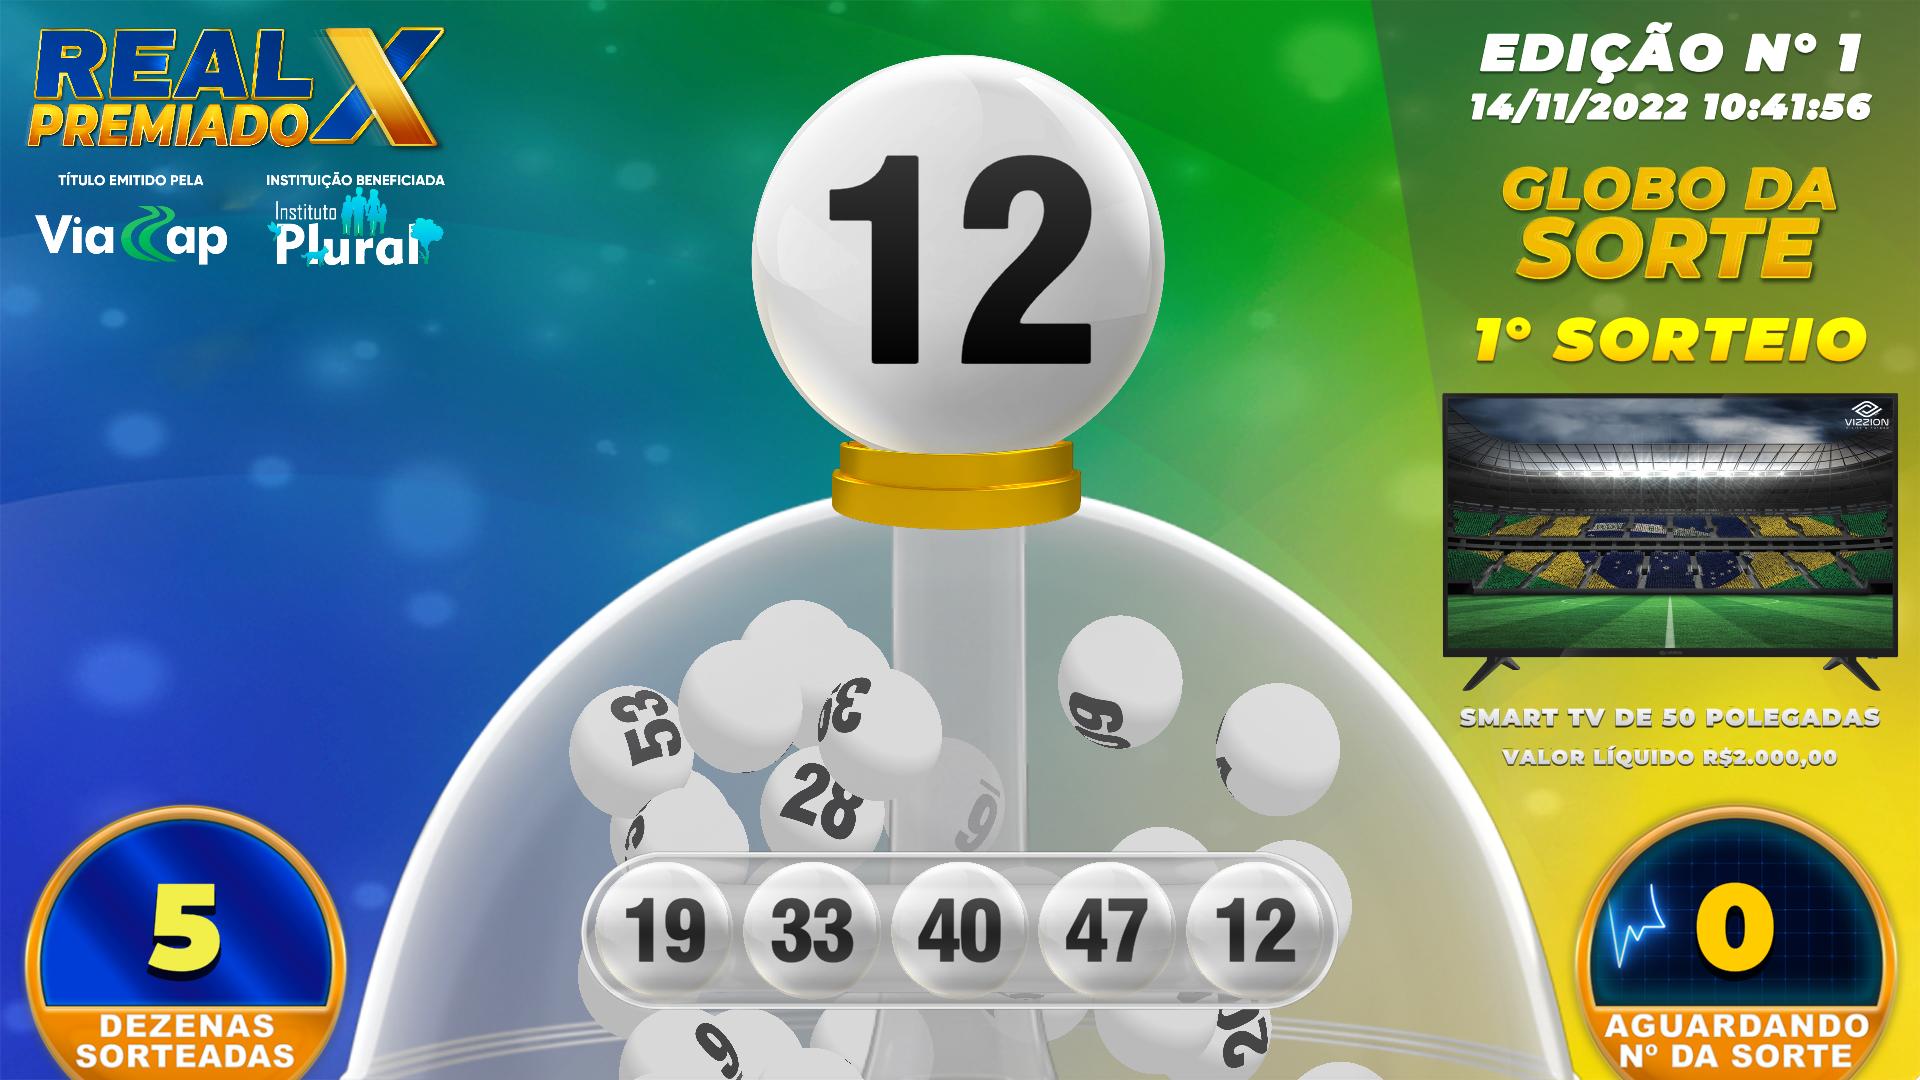 REAL X
PREMIADO
TÍTULO EMITIDO PELA
ViaCap
INSTITUIÇÃO BENEFICIADA
Instituto
Plural
12
EDIÇÃO Nº 1
14/11/2022 10:41:56
GLOBO DA
SORTE
1º SORTEIO
VIZZION
SMART TV DE 50 POLEGADAS
VALOR LÍQUIDO R$2.000,00
53
28
19 33 40 47 12
5
DEZENAS
SORTEADAS
0
AGUARDANDO
Nº DA SORTE